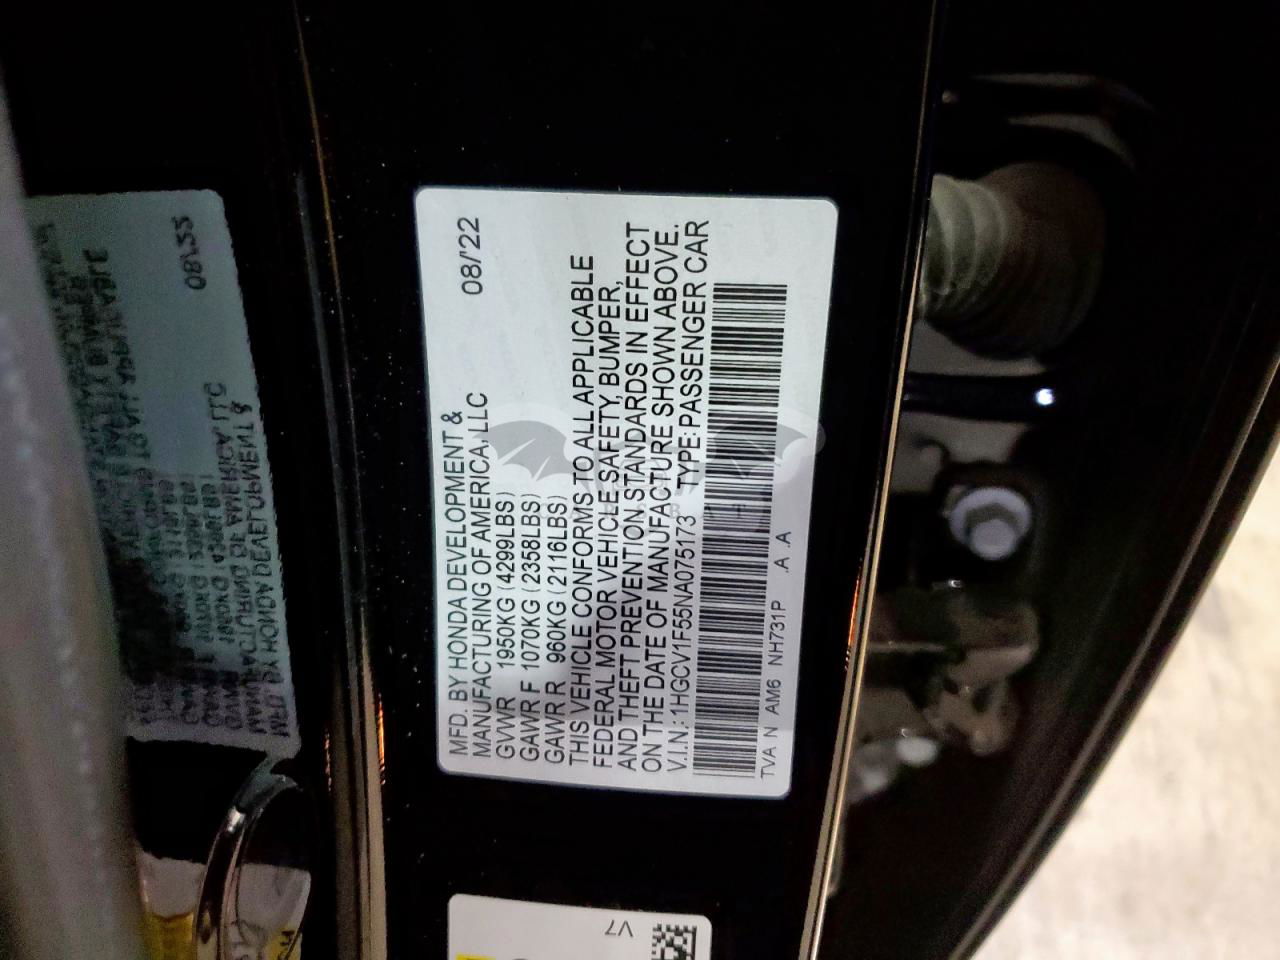 MFD. BY HONDA DEVELOPMENT & 08/'22
MANUFACTURING OF AMERICA, LLC
GVWR 1950KG (4299LBS)
GAWR F 1070KG (2358LBS)
GAWR R 960KG (2116LBS)
THIS VEHICLE CONFORMS TO ALL APPLICABLE
FEDERAL MOTOR VEHICLE SAFETY, BUMPER,
AND THEFT PREVENTION STANDARDS IN EFFECT
ON THE DATE OF MANUFACTURE SHOWN ABOVE.
V.I.N.: 1HGCV1F55NA075173 TYPE: PASSENGER CAR
TVA N AM6 NH731P .A .A
V7